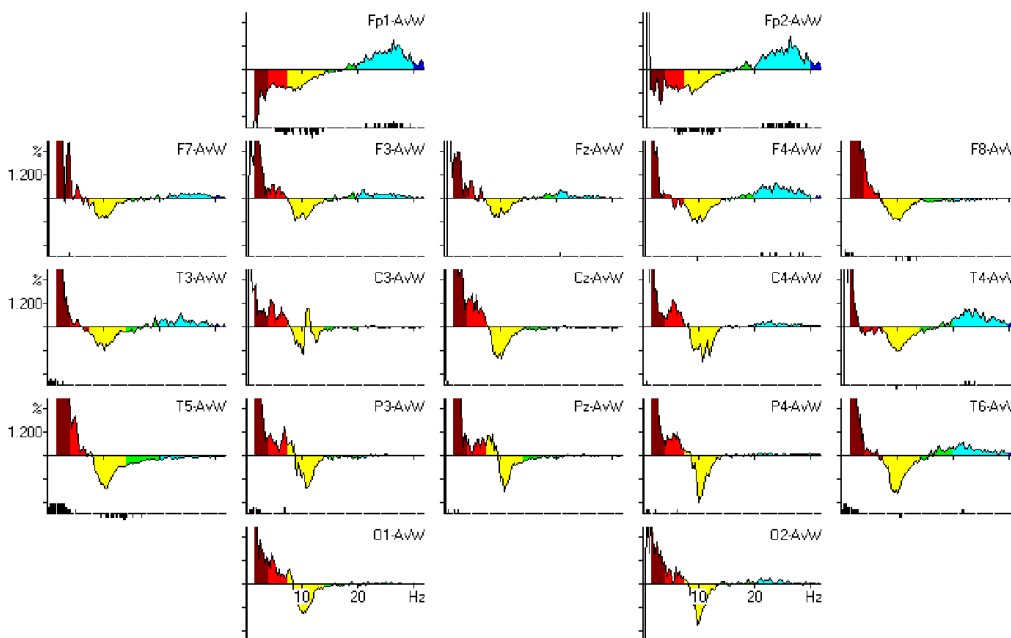 Fp1-AvW Fp2-AvW
% F7-AvW F3-AvW Fz-AvW F4-AvW F8-AvW
1.200
% T3-AvW C3-AvW Cz-AvW C4-AvW T4-AvW
1.200
% T5-AvW P3-AvW Pz-AvW P4-AvW T6-AvW
1.200
O1-AvW O2-AvW
10 20 Hz 10 20 Hz